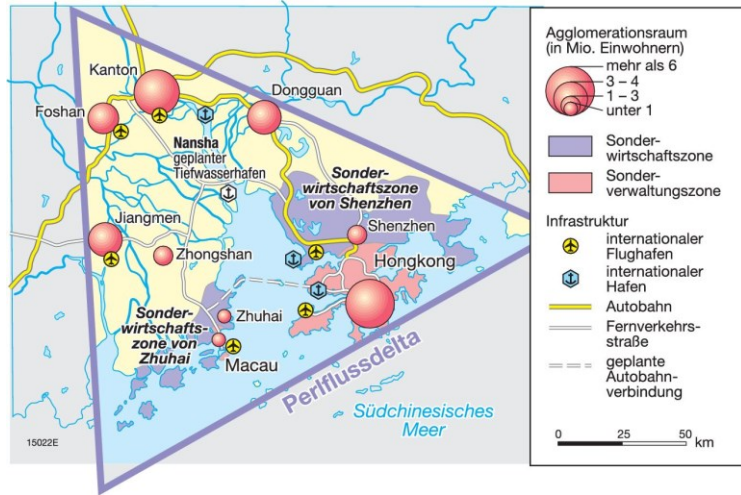 Kanton
Foshan
Dongguan
Nansha
geplanter
Tiefwasserhafen
Sonder-
wirtschaftszone
von Shenzhen
Jiangmen
Shenzhen
Zhongshan
Hongkong
Sonder-
wirtschafts-
zone von
Zhuhai
Zhuhai
Macau
Perlflussdelta
Südchinesisches
Meer
15022E
Agglomerationsraum
(in Mio. Einwohnern)
mehr als 6
3 – 4
1 – 3
unter 1
Sonder-
wirtschaftszone
Sonder-
verwaltungszone
Infrastruktur
internationaler
Flughafen
internationaler
Hafen
Autobahn
Fernverkehrs-
straße
geplante
Autobahn-
verbindung
0 25 50 km